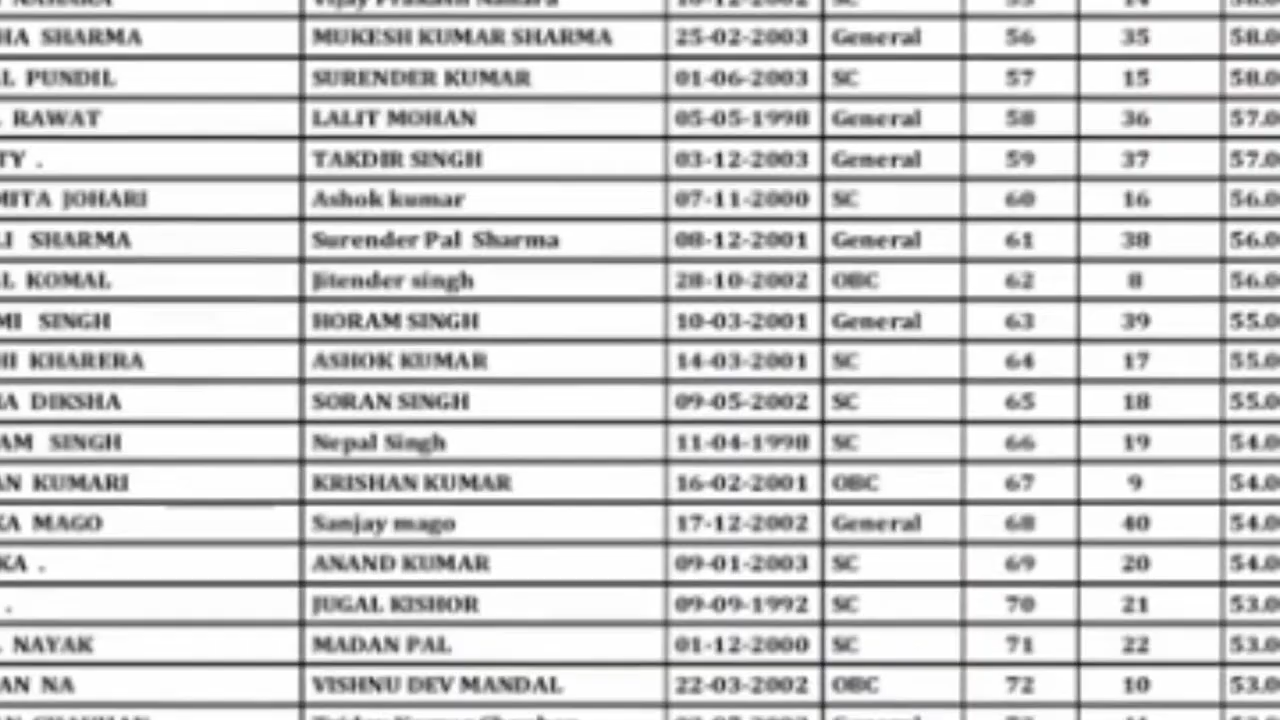 HA SHARMA MUKESH KUMAR SHARMA 25-02-2003 General 56 35 58.0
L PUNDIL SURENDER KUMAR 01-06-2003 SC 57 15 58.0
. RAWAT LALIT MOHAN 05-05-1998 General 58 36 57.0
TY . TAKDIR SINGH 03-12-2003 General 59 37 57.0
MITA JOHARI Ashok kumar 07-11-2000 SC 60 16 56.0
LI SHARMA Surender Pal Sharma 08-12-2001 General 61 38 56.0
L KOMAL Jitender singh 28-10-2002 OBC 62 8 56.0
MI SINGH HORAM SINGH 10-03-2001 General 63 39 55.0
HI KHARERA ASHOK KUMAR 14-03-2001 SC 64 17 55.0
IA DIKSHA SORAN SINGH 09-05-2002 SC 65 18 55.0
AM SINGH Nepal Singh 11-04-1998 SC 66 19 54.0
AN KUMARI KRISHAN KUMAR 16-02-2001 OBC 67 9 54.0
KA MAGO Sanjay mago 17-12-2002 General 68 40 54.0
KA . ANAND KUMAR 09-01-2003 SC 69 20 54.0
. JUGAL KISHOR 09-09-1992 SC 70 21 53.0
. NAYAK MADAN PAL 01-12-2000 SC 71 22 53.0
AN NA VISHNU DEV MANDAL 22-03-2002 OBC 72 10 53.0